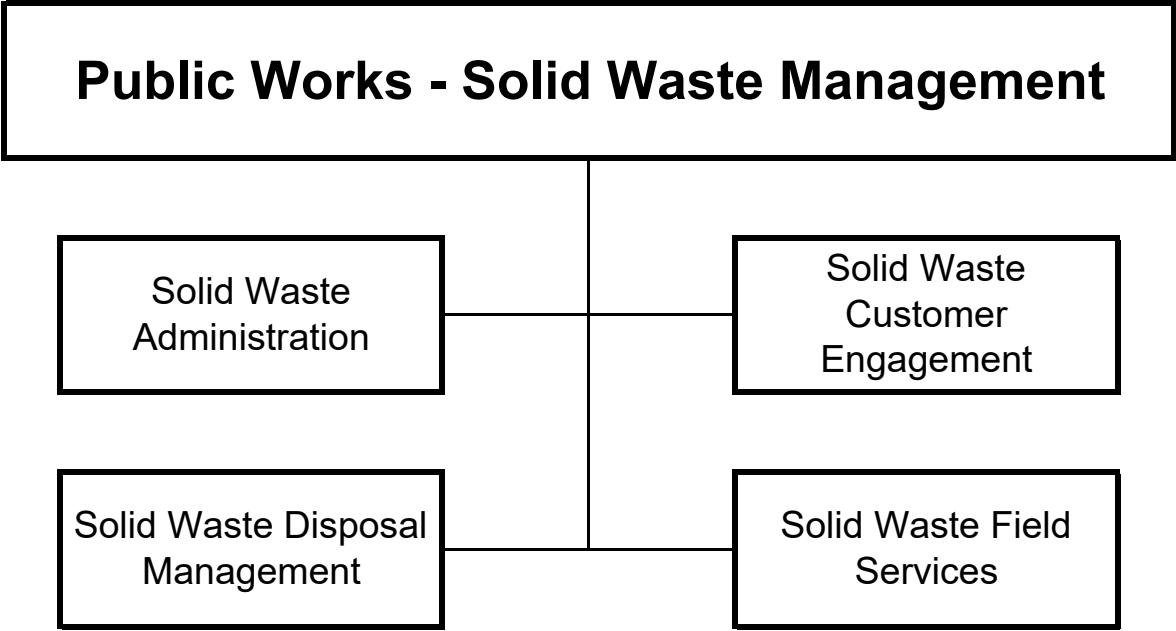 Public Works - Solid Waste Management
Solid Waste
Administration
Solid Waste
Customer
Engagement
Solid Waste Disposal
Management
Solid Waste Field
Services